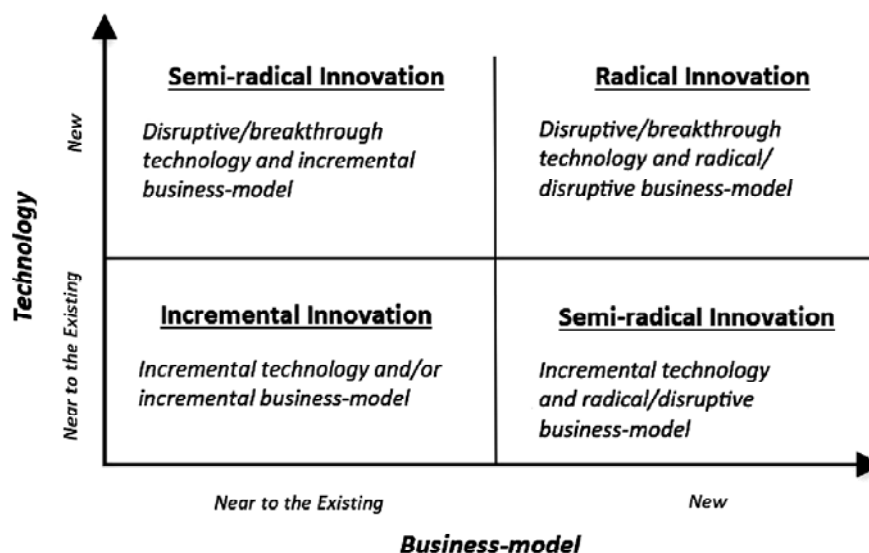 Semi-radical Innovation
Disruptive/breakthrough
technology and incremental
business-model
Radical Innovation
Disruptive/breakthrough
technology and radical/
disruptive business-model
Incremental Innovation
Incremental technology and/or
incremental business-model
Semi-radical Innovation
Incremental technology
and radical/disruptive
business-model
Technology
New
Near to the Existing
Near to the Existing
New
Business-model